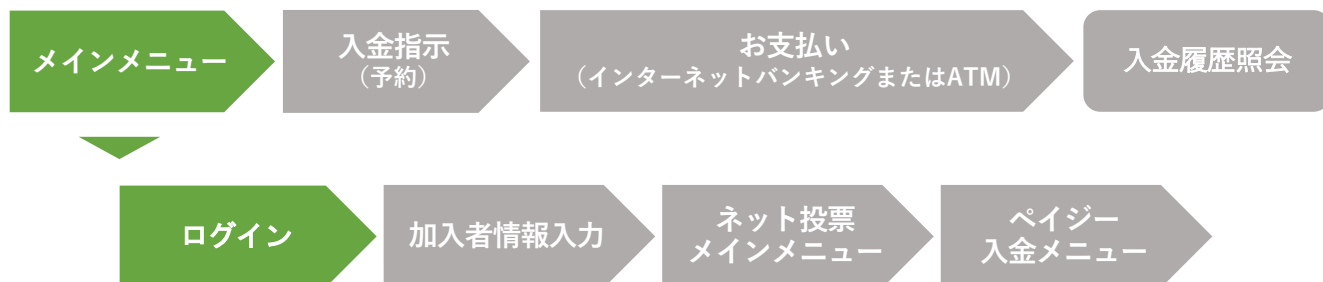 メインメニュー
入金指示
（予約）
お支払い
（インターネットバンキングまたはATM）
入金履歴照会
ログイン
加入者情報入力
ネット投票
メインメニュー
ペイジー
入金メニュー